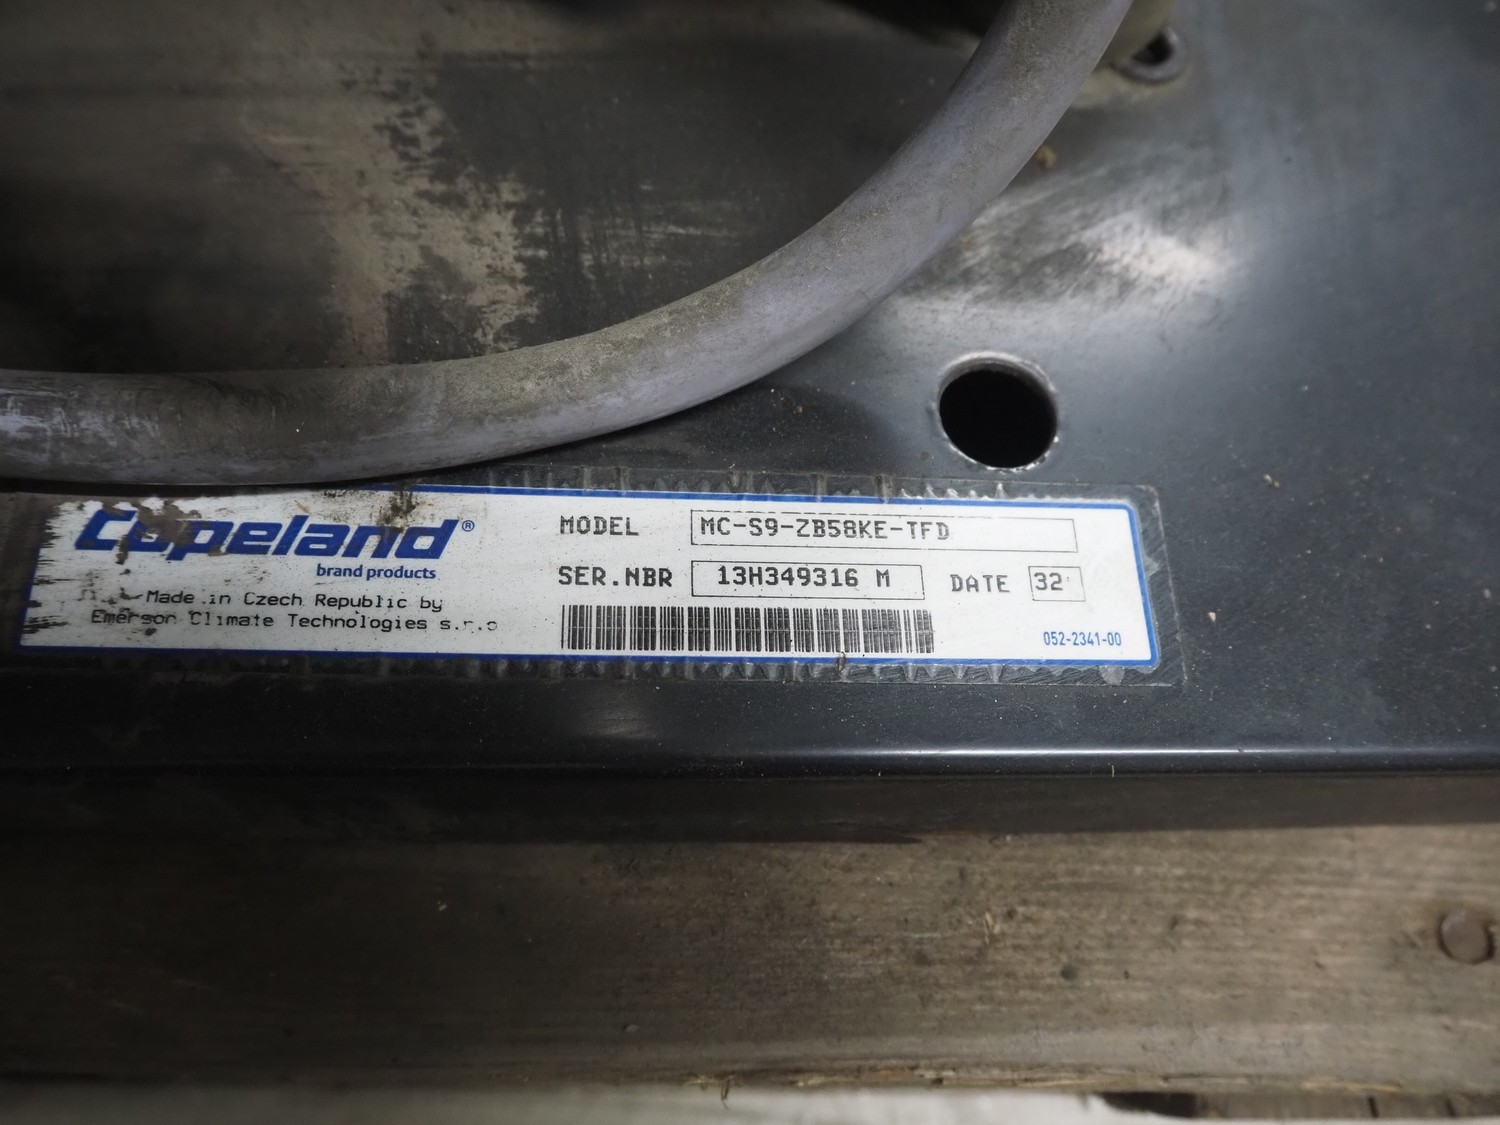 Copeland®
brand products
Made in Czech Republic by
Emerson Climate Technologies s.r.o
MODEL MC-S9-ZB58KE-TFD
SER.NBR 13H349316 M DATE 32
052-2341-00